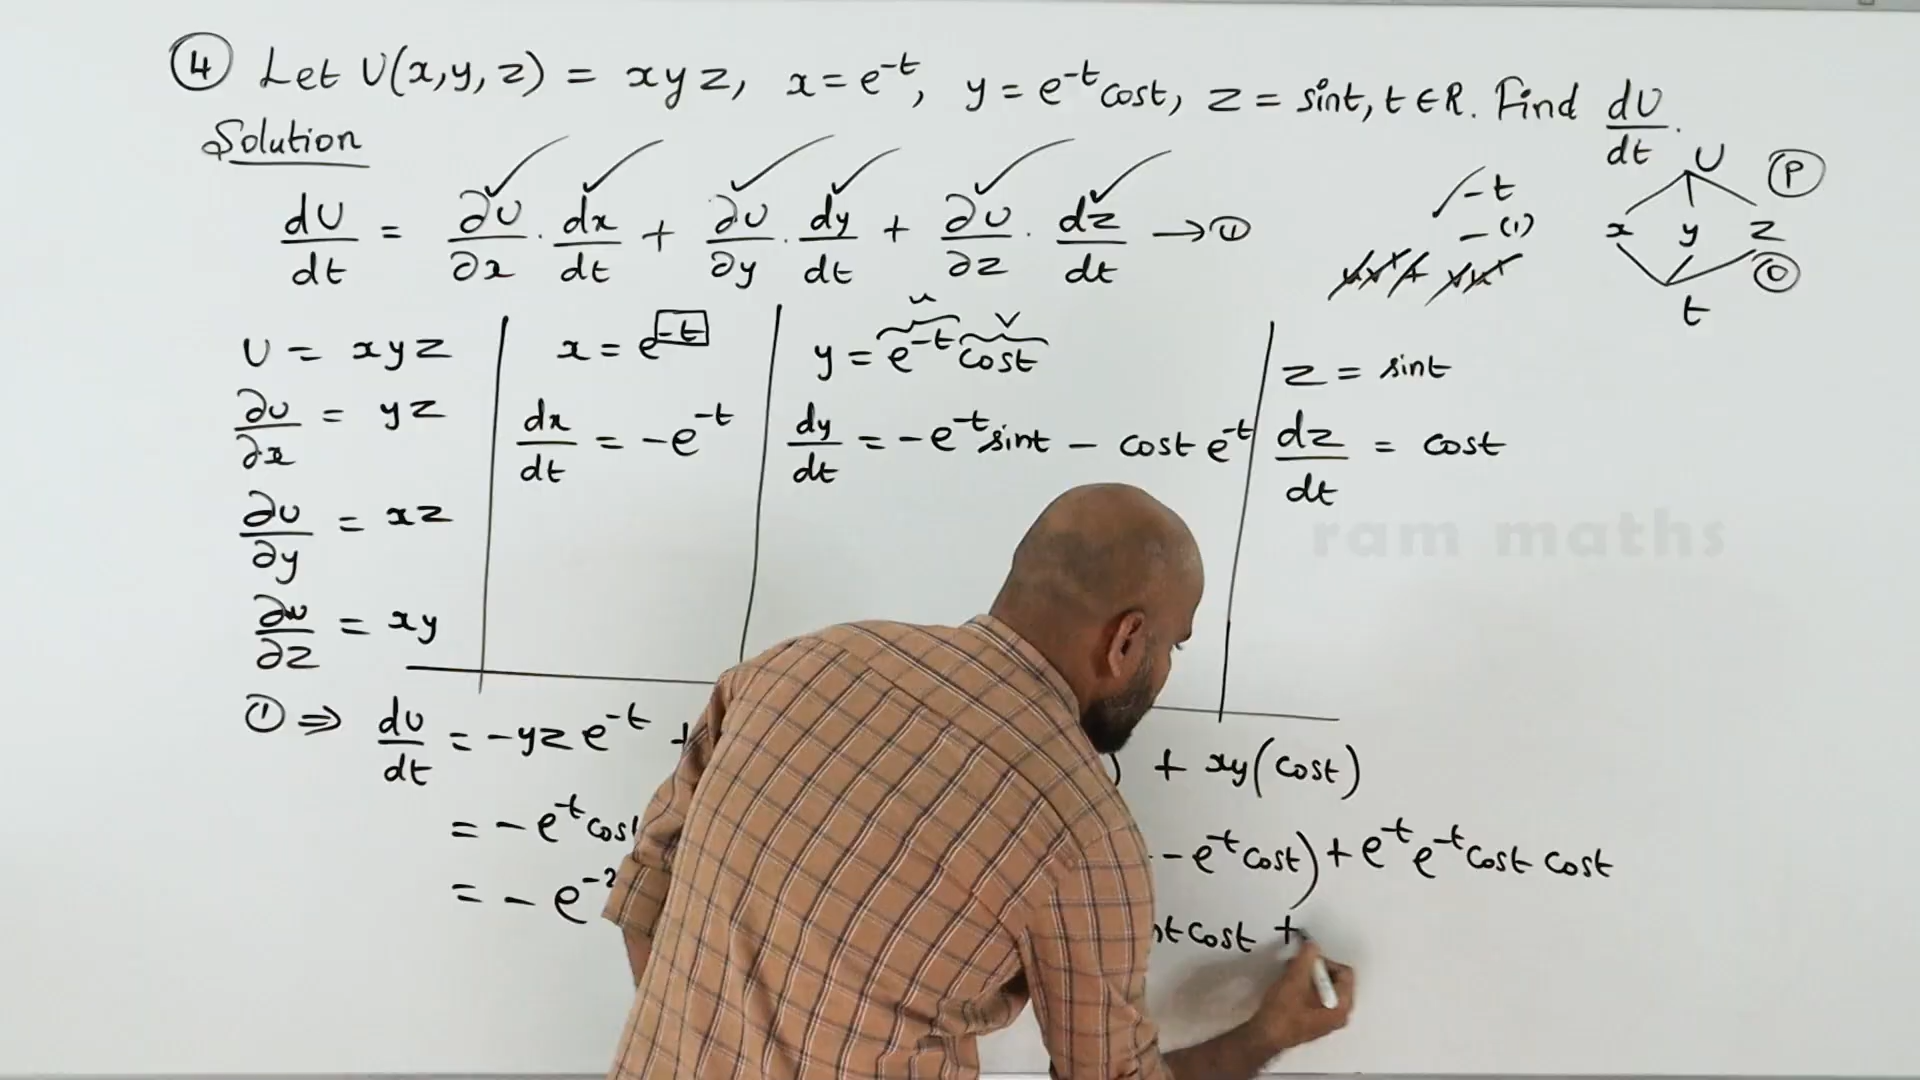 ④ Let U(x,y,z) = xyz, x = e^-t, y = e^-t cost, z = sint, t ∈ R. Find dU/dt.
Solution
dU/dt = ∂U/∂x · dx/dt + ∂U/∂y · dy/dt + ∂U/∂z · dz/dt → ①
-t
-(1)
U
P
x y z
O
t
U = xyz
∂U/∂x = yz
∂U/∂y = xz
∂U/∂z = xy
x = e^-t
dx/dt = -e^-t
u v
y = e^-t cost
dy/dt = -e^-t sint - cost e^-t
z = sint
dz/dt = cost
ram maths
① ⇒ dU/dt = -yz e^-t + ) + xy(cost)
= -e^-t cost - e^-t cost) + e^-t e^-t cost cost
= -e^-2 cost +